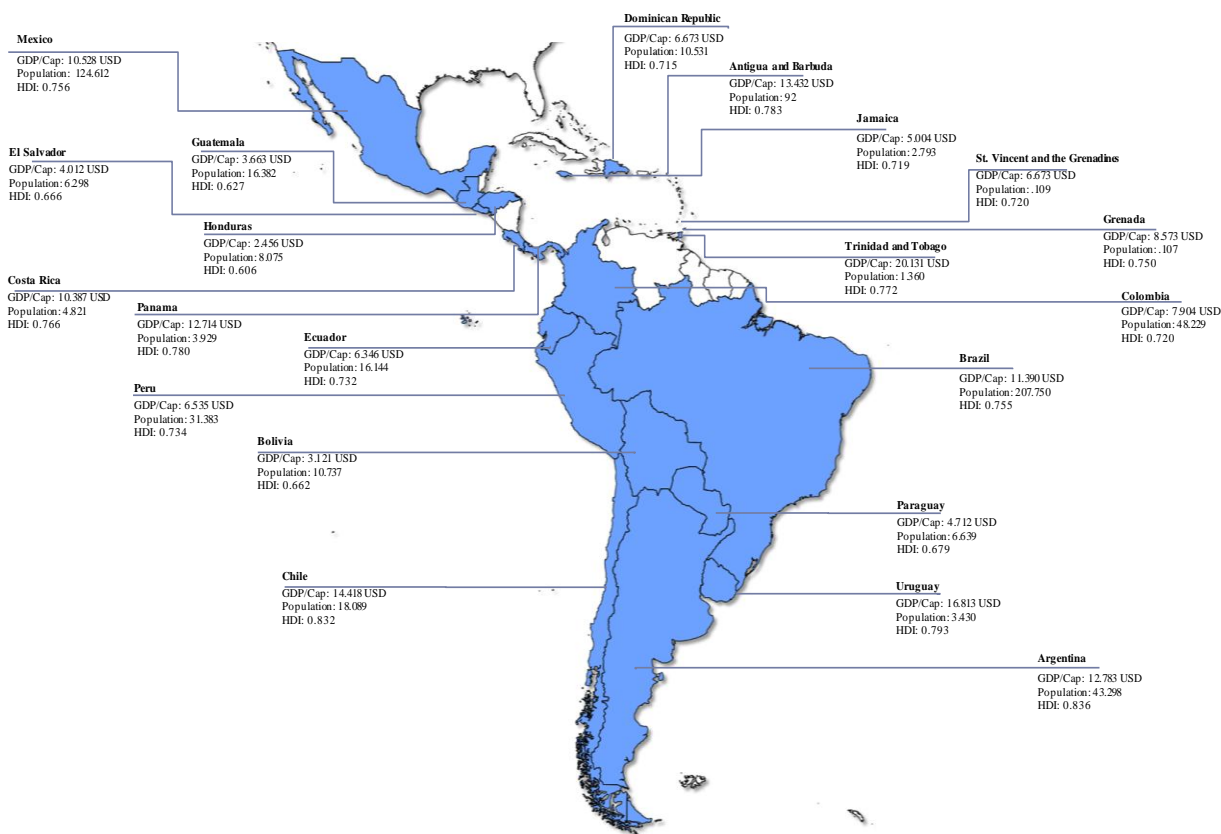 Dominican Republic
GDP/Cap: 6.673 USD
Population: 10.531
HDI: 0.715
Mexico
GDP/Cap: 10.528 USD
Population: 124.612
HDI: 0.756
Antigua and Barbuda
GDP/Cap: 13.432 USD
Population: 92
HDI: 0.783
Jamaica
GDP/Cap: 5.004 USD
Population: 2.793
HDI: 0.719
Guatemala
GDP/Cap: 3.663 USD
Population: 16.382
HDI: 0.627
El Salvador
GDP/Cap: 4.012 USD
Population: 6.298
HDI: 0.666
St. Vincent and the Grenadines
GDP/Cap: 6.673 USD
Population: .109
HDI: 0.720
Honduras
GDP/Cap: 2.456 USD
Population: 8.075
HDI: 0.606
Grenada
GDP/Cap: 8.573 USD
Population: .107
HDI: 0.750
Trinidad and Tobago
GDP/Cap: 20.131 USD
Population: 1.360
HDI: 0.772
Costa Rica
GDP/Cap: 10.387 USD
Population: 4.821
HDI: 0.766
Colombia
GDP/Cap: 7.904 USD
Population: 48.229
HDI: 0.720
Panama
GDP/Cap: 12.714 USD
Population: 3.929
HDI: 0.780
Ecuador
GDP/Cap: 6.346 USD
Population: 16.144
HDI: 0.732
Brazil
GDP/Cap: 11.390 USD
Population: 207.750
HDI: 0.755
Peru
GDP/Cap: 6.535 USD
Population: 31.383
HDI: 0.734
Bolivia
GDP/Cap: 3.121 USD
Population: 10.737
HDI: 0.662
Paraguay
GDP/Cap: 4.712 USD
Population: 6.639
HDI: 0.679
Chile
GDP/Cap: 14.418 USD
Population: 18.089
HDI: 0.832
Uruguay
GDP/Cap: 16.813 USD
Population: 3.430
HDI: 0.793
Argentina
GDP/Cap: 12.783 USD
Population: 43.298
HDI: 0.836